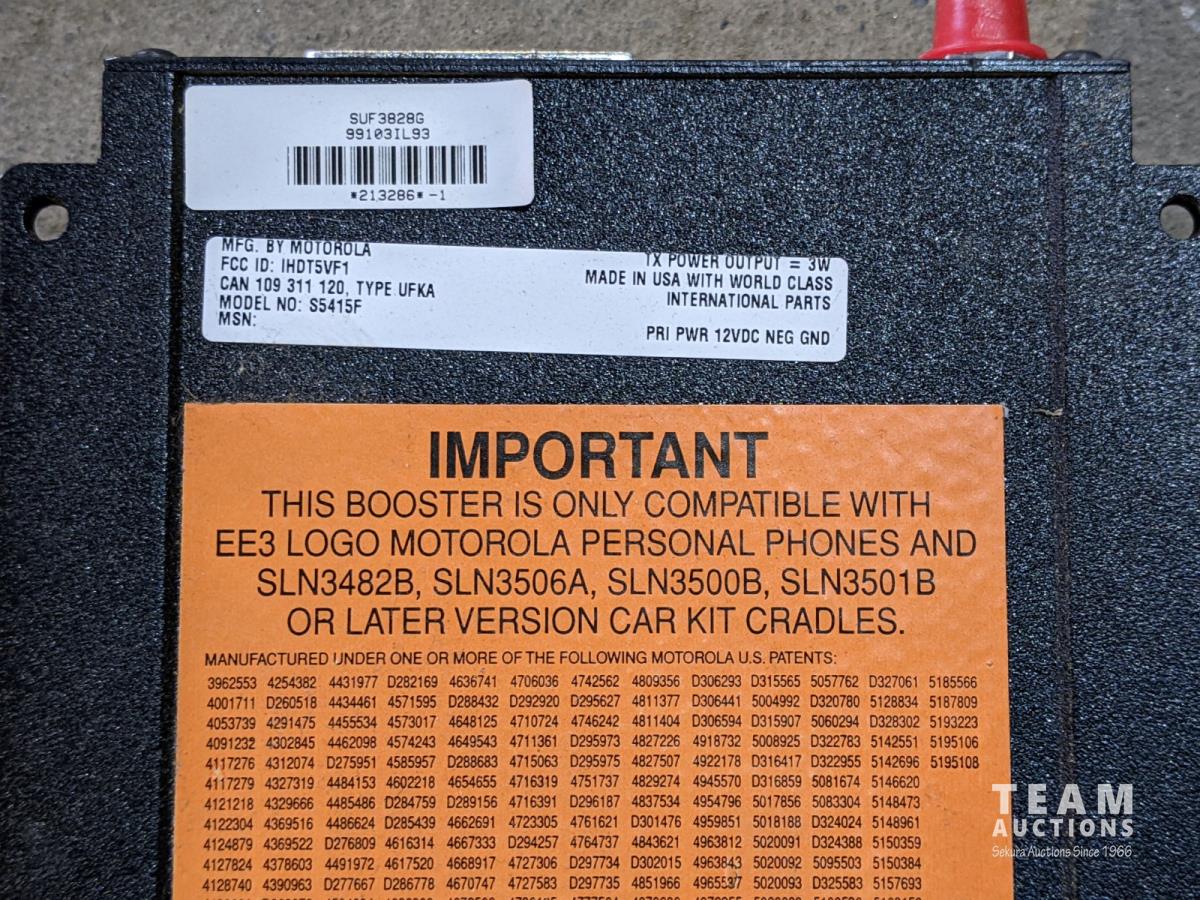 SUF3828G
99103IL93
*213286*-1
MFG. BY MOTOROLA
FCC ID: IHDT5VF1
CAN 109 311 120, TYPE UFKA
MODEL NO: S5415F
MSN:
TX POWER OUTPUT = 3W
MADE IN USA WITH WORLD CLASS
INTERNATIONAL PARTS
PRI PWR 12VDC NEG GND
IMPORTANT
THIS BOOSTER IS ONLY COMPATIBLE WITH
EE3 LOGO MOTOROLA PERSONAL PHONES AND
SLN3482B, SLN3506A, SLN3500B, SLN3501B
OR LATER VERSION CAR KIT CRADLES.
MANUFACTURED UNDER ONE OR MORE OF THE FOLLOWING MOTOROLA U.S. PATENTS:
3962553 4254382 4431977 D282169 4636741 4706036 4742562 4809356 D306293 D315565 5057762 D327061 5185566
4001711 D260518 4434461 4571595 D288432 D292920 D295627 4811377 D306441 5004992 D320780 5128834 5187809
4053739 4291475 4455534 4573017 4648125 4710724 4746242 4811404 D306594 D315907 5060294 D328302 5193223
4091232 4302845 4462098 4574243 4649543 4711361 D295973 4827226 4918732 5008925 D322783 5142551 5195106
4117276 4312074 D275951 4585957 D288683 4715063 D295975 4827507 4922178 D316417 D322955 5142696 5195108
4117279 4327319 4484153 4602218 4654655 4716319 4751737 4829274 4945570 D316859 5081674 5146620
4121218 4329666 4485486 D284759 D289156 4716391 D296187 4837534 4954796 5017856 5083304 5148473
4122304 4369516 4486624 D285439 4662691 4723305 4761621 D301476 4959851 5018188 D324024 5148961
4124879 4369522 D276809 4616314 4667333 D294257 4764737 4843621 4963812 5020091 D324388 5150359
4127824 4378603 4491972 4617520 4668917 4727306 D297734 D302015 4963843 5020092 5095503 5150384
4128740 4390963 D277667 D286778 4670747 4727583 D297735 4851966 4965537 5020093 D325583 5157693
TEAM
AUCTIONS
Sekura Auctions Since 1966